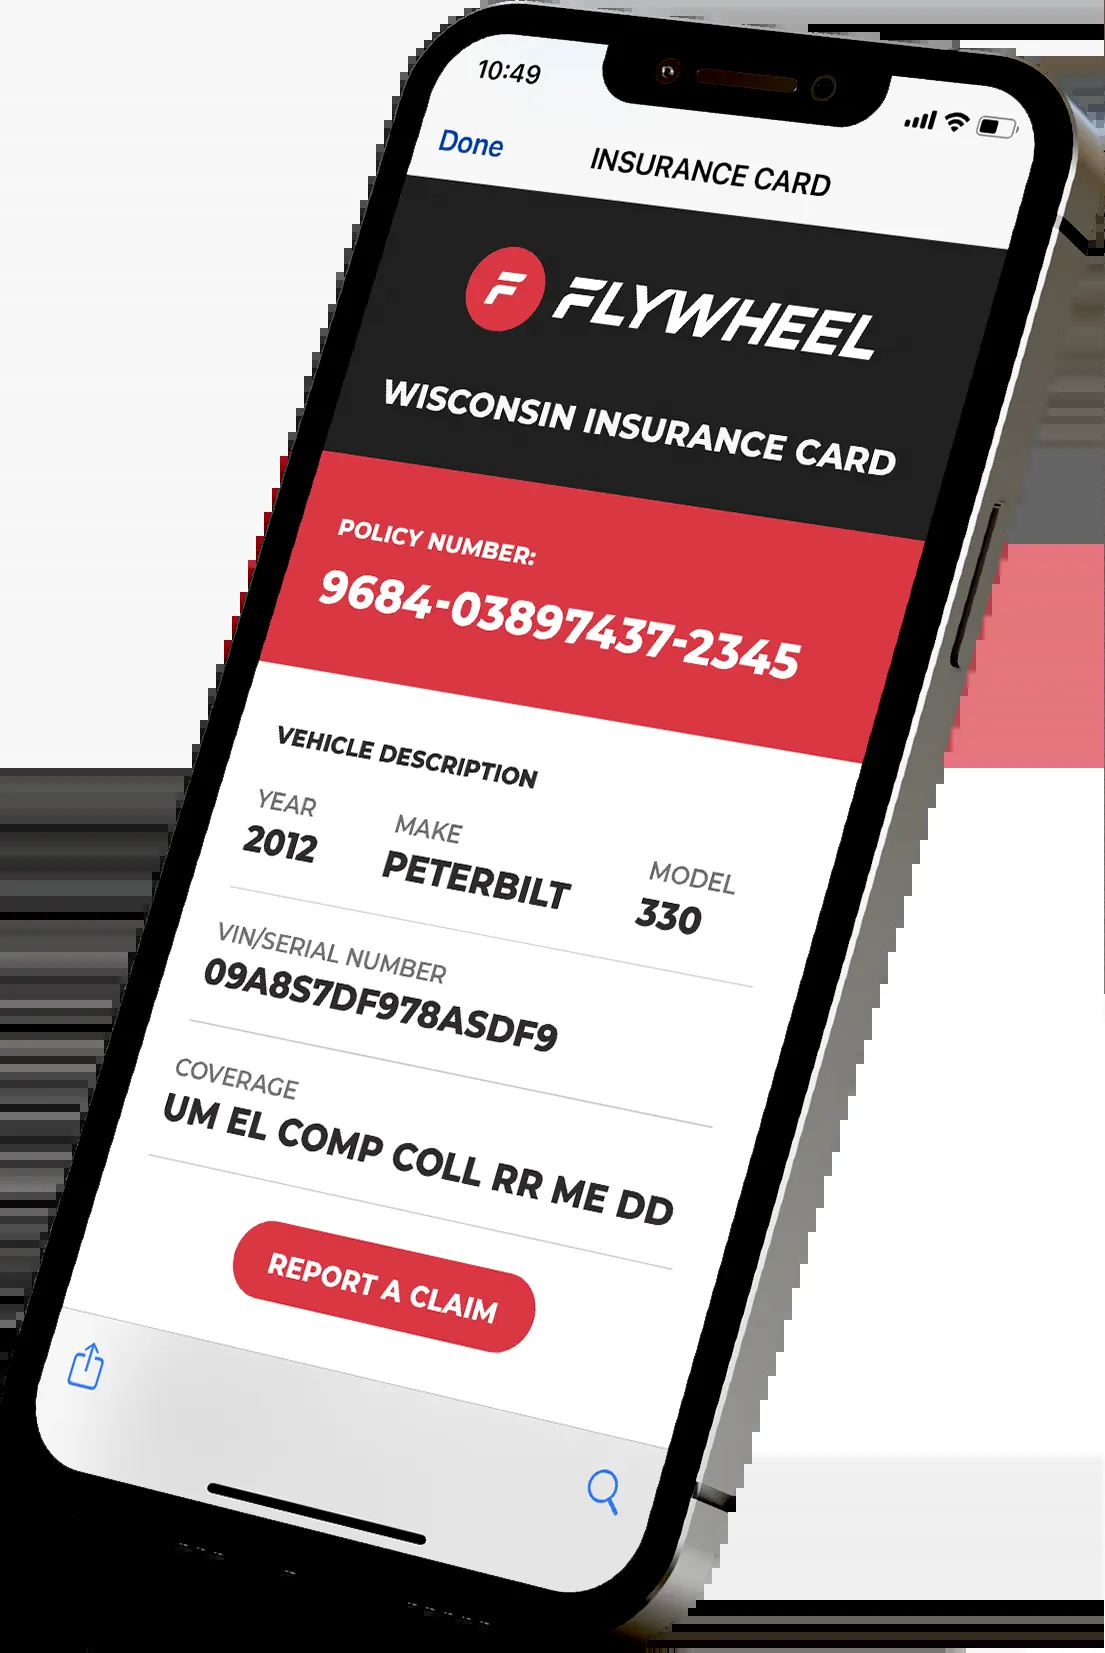 10:49
Done
INSURANCE CARD
F FLYWHEEL
WISCONSIN INSURANCE CARD
POLICY NUMBER:
9684-03897437-2345
VEHICLE DESCRIPTION
YEAR MAKE MODEL
2012 PETERBILT 330
VIN/SERIAL NUMBER
09A8S7DF978ASDF9
COVERAGE
UM EL COMP COLL RR ME DD
REPORT A CLAIM